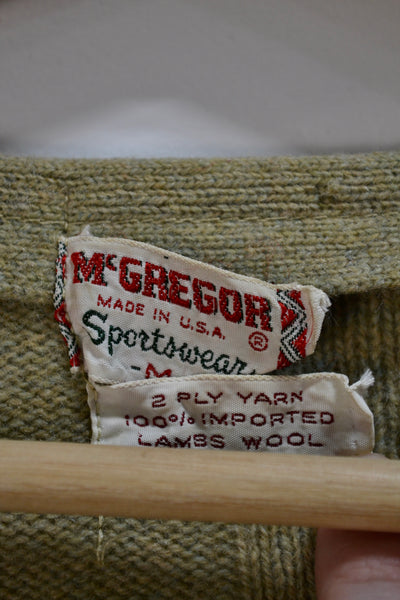 McGREGOR
MADE IN U.S.A.
®
Sportswear
-M
2 PLY YARN
100% IMPORTED
LAMBS WOOL